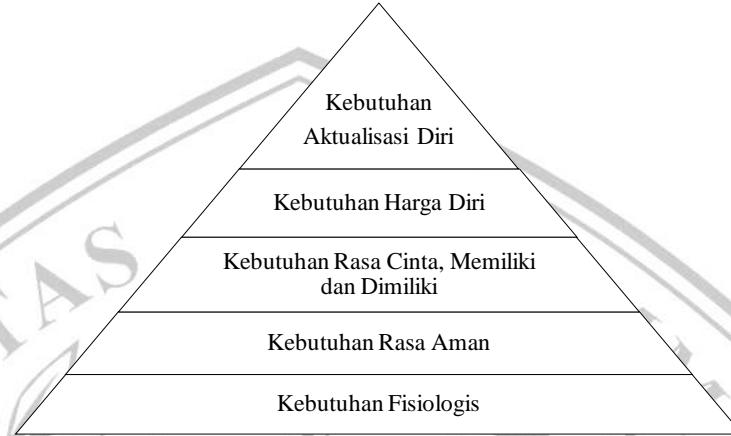 Kebutuhan
Aktualisasi Diri
Kebutuhan Harga Diri
Kebutuhan Rasa Cinta, Memiliki
dan Dimiliki
Kebutuhan Rasa Aman
Kebutuhan Fisiologis